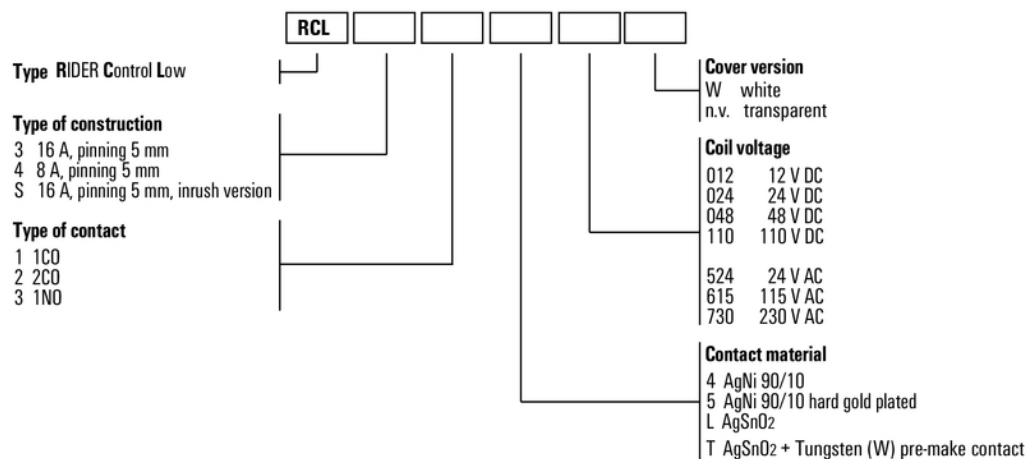 RCL
Type RIDER Control Low
Type of construction
3 16 A, pinning 5 mm
4 8 A, pinning 5 mm
S 16 A, pinning 5 mm, inrush version
Type of contact
1 1CO
2 2CO
3 1NO
Cover version
W white
n.v. transparent
Coil voltage
012 12 V DC
024 24 V DC
048 48 V DC
110 110 V DC
524 24 V AC
615 115 V AC
730 230 V AC
Contact material
4 AgNi 90/10
5 AgNi 90/10 hard gold plated
L AgSnO2
T AgSnO2 + Tungsten (W) pre-make contact